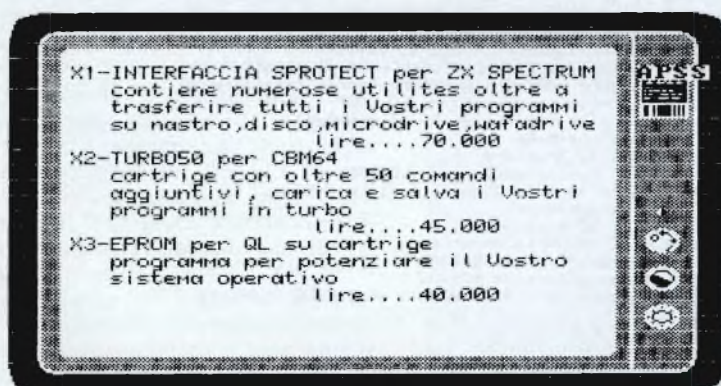 X1-INTERFACCIA SPROTECT per ZX SPECTRUM
contiene numerose utilites oltre a
trasferire tutti i Vostri programmi
su nastro,disco,microdrive,wafadrive
lire....70.000
X2-TURBO50 per CBM64
cartrige con oltre 50 comandi
aggiuntivi, carica e salva i Vostri
programmi in turbo
lire....45.000
X3-EPROM per QL su cartrige
programma per potenziare il Vostro
sistema operativo
lire....40.000
APSS